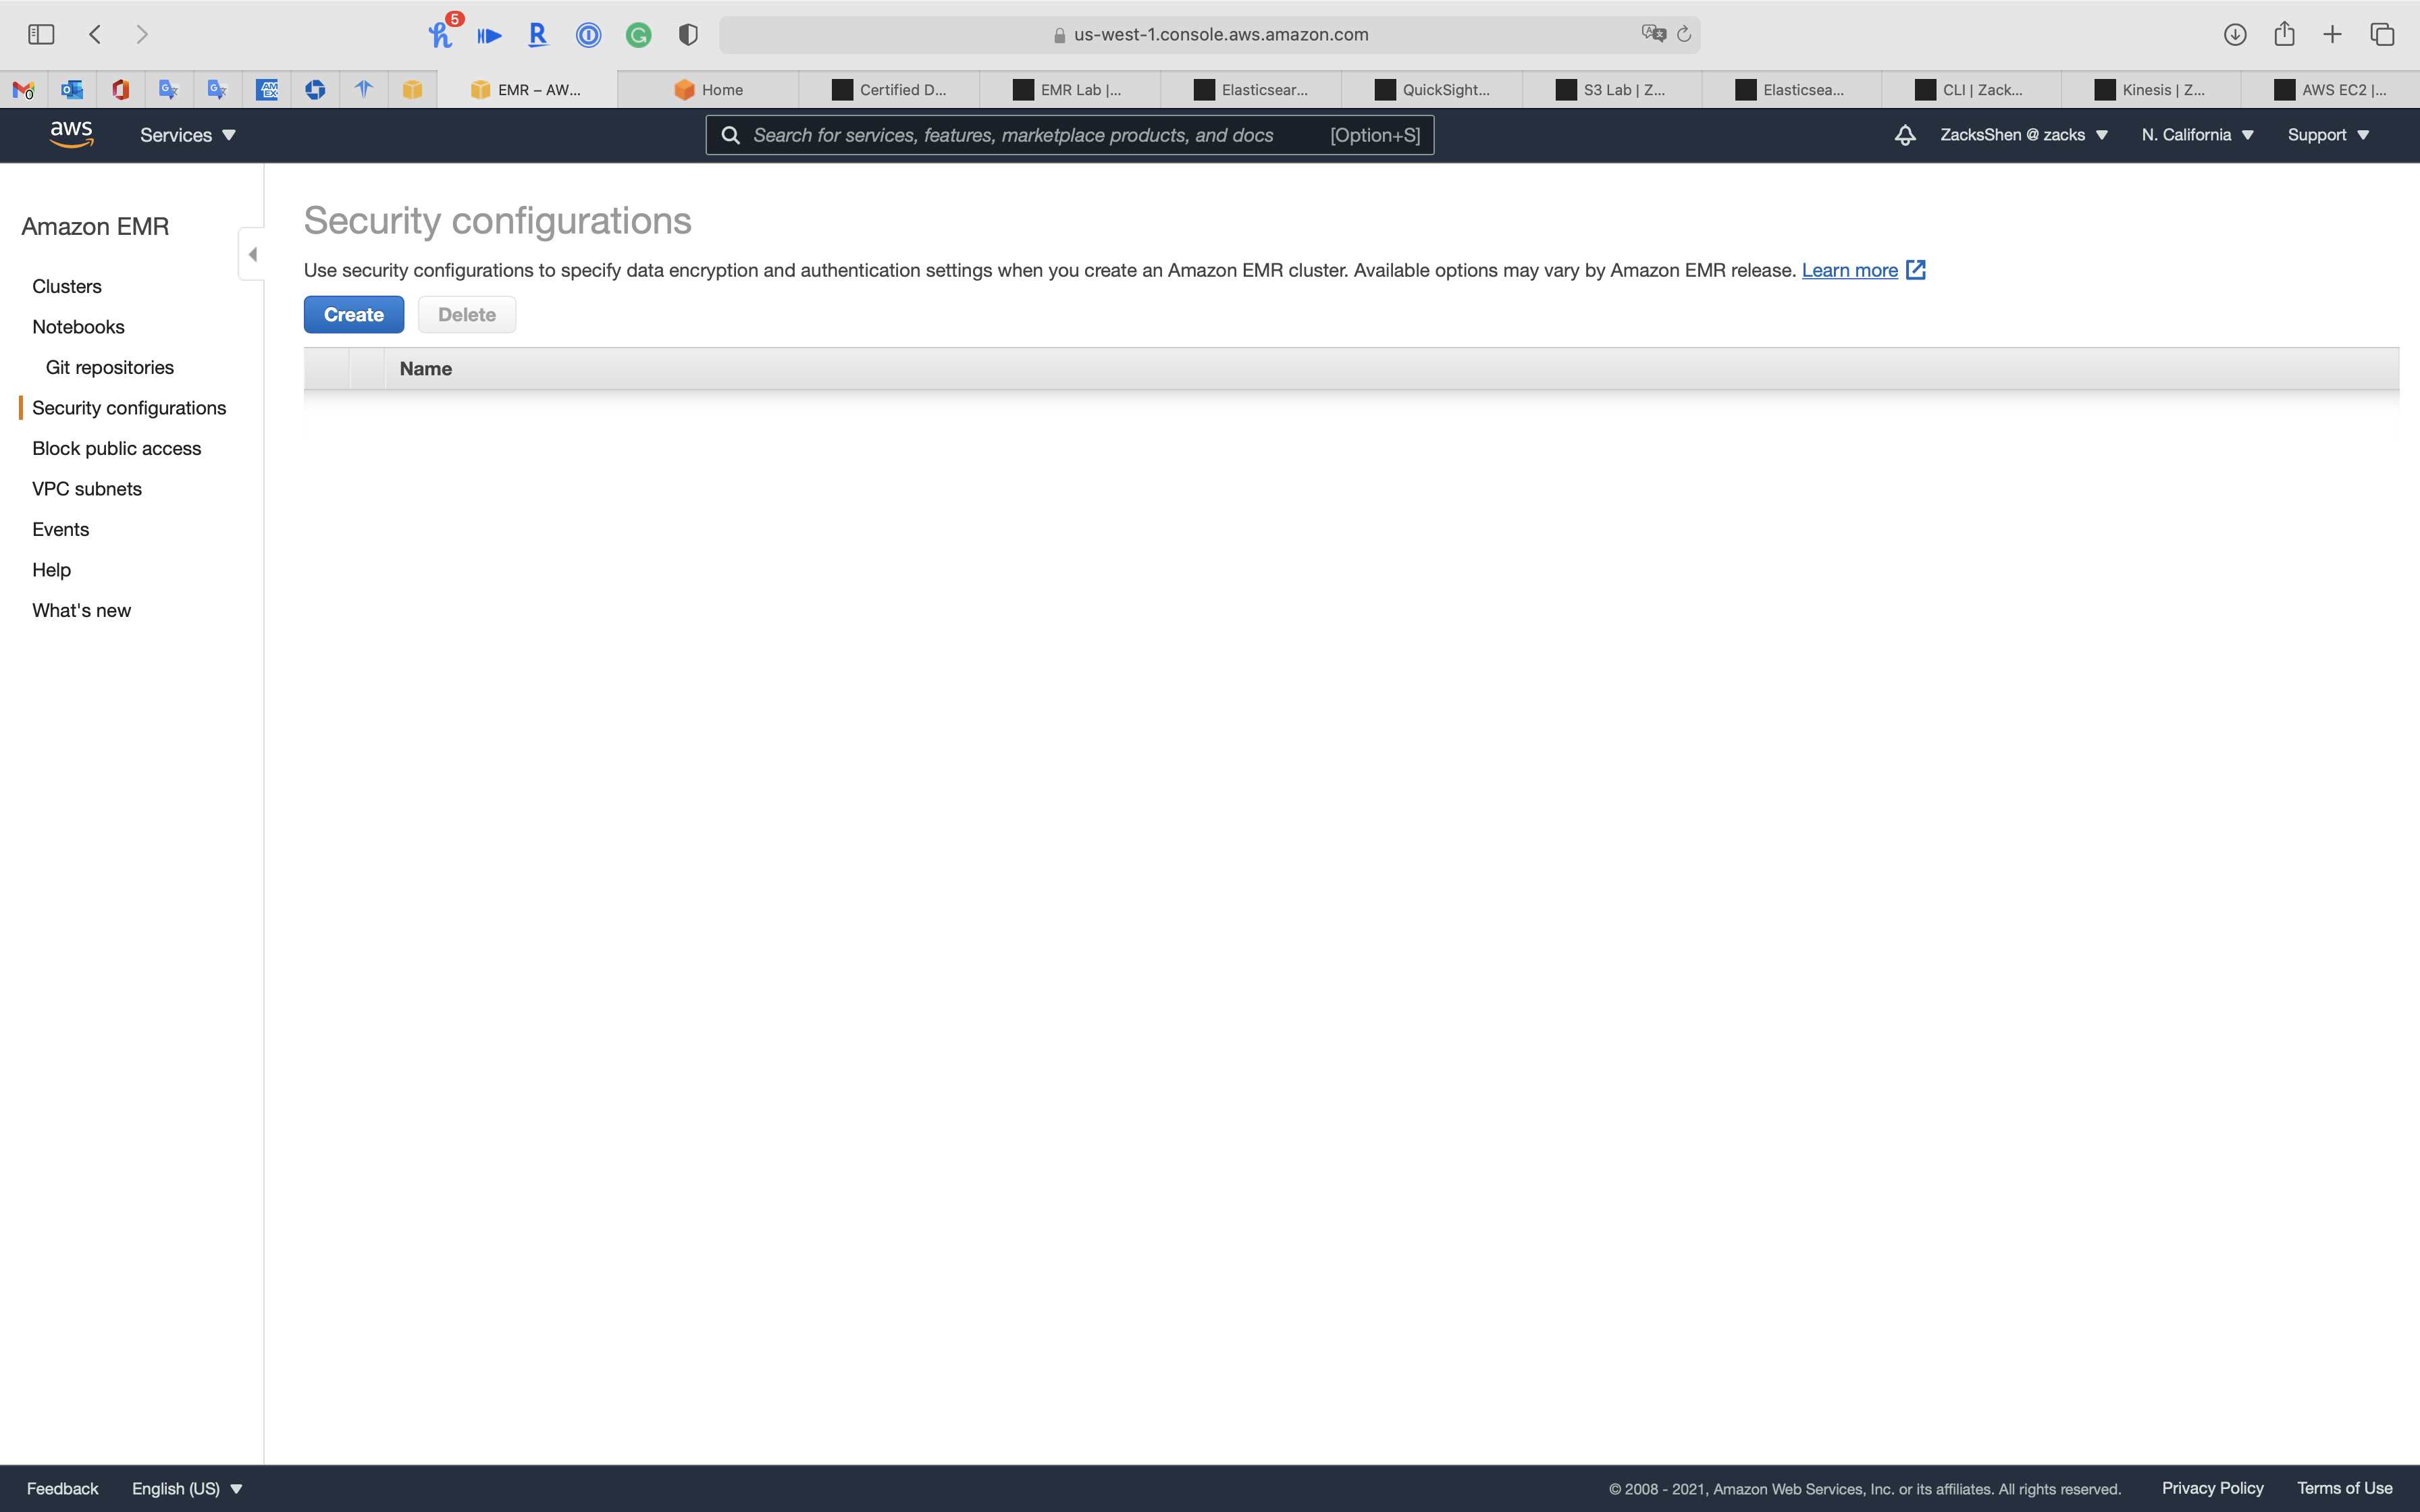 5
us-west-1.console.aws.amazon.com
0
AM
EX
EMR – AW...
Home
Certified D...
EMR Lab |...
Elasticsear...
QuickSight...
S3 Lab | Z...
Elasticsea...
CLI | Zack...
Kinesis | Z...
AWS EC2 |...
aws
Services
Search for services, features, marketplace products, and docs [Option+S]
ZacksShen @ zacks
N. California
Support
Amazon EMR
Clusters
Notebooks
Git repositories
Security configurations
Block public access
VPC subnets
Events
Help
What's new
Security configurations
Use security configurations to specify data encryption and authentication settings when you create an Amazon EMR cluster. Available options may vary by Amazon EMR release. Learn more
Create
Delete
Name
Feedback
English (US)
© 2008 - 2021, Amazon Web Services, Inc. or its affiliates. All rights reserved.
Privacy Policy
Terms of Use